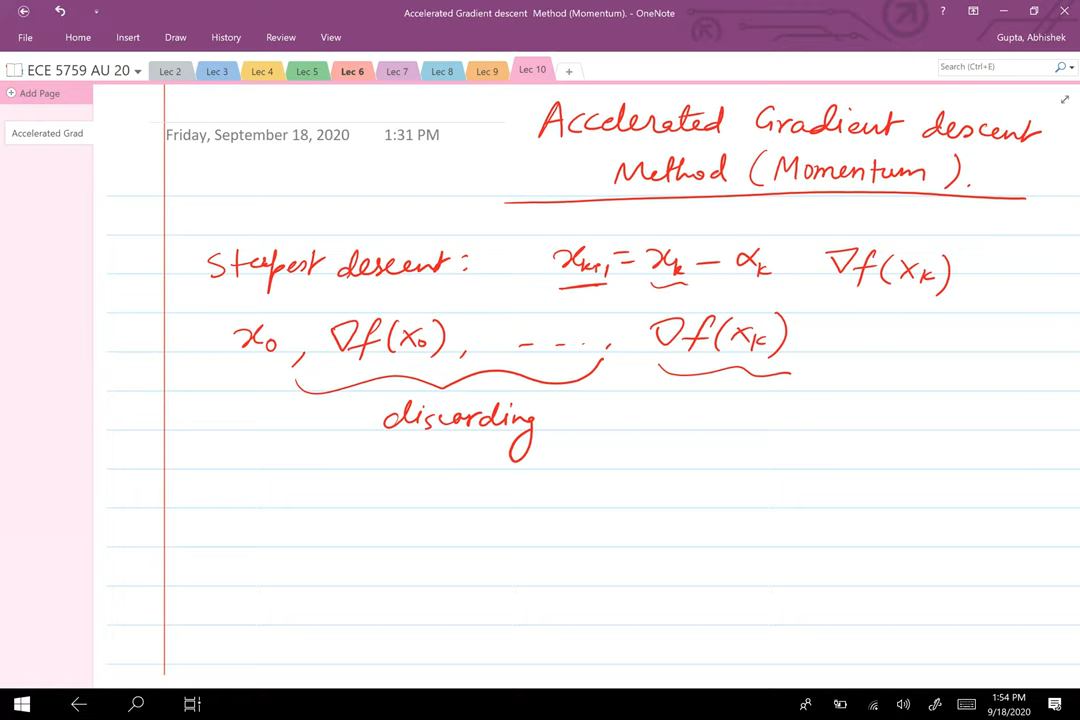 Accelerated Gradient descent Method (Momentum). - OneNote
?
File Home Insert Draw History Review View
Gupta, Abhishek
ECE 5759 AU 20 Lec 2 Lec 3 Lec 4 Lec 5 Lec 6 Lec 7 Lec 8 Lec 9 Lec 10 +
Search (Ctrl+E)
Add Page
Accelerated Grad
Friday, September 18, 2020 1:31 PM
Accelerated Gradient descent
Method (Momentum).
Steepest descent: x_{k+1} = x_k - α_k ∇f(x_k)
x_0, ∇f(x_0), ----, ∇f(x_k)
discarding
1:54 PM
9/18/2020